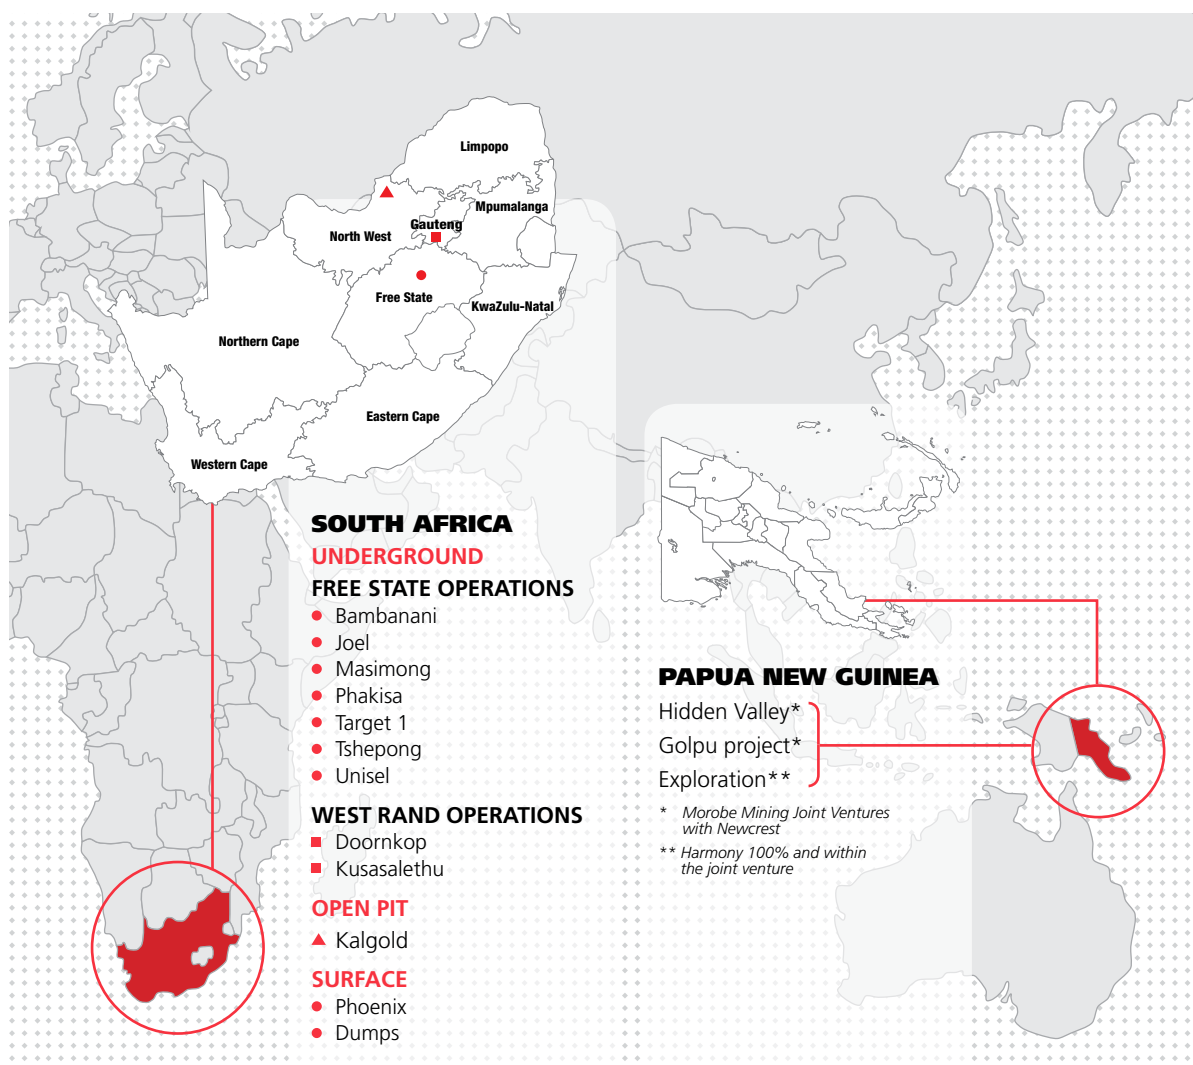 Limpopo
Mpumalanga
Gauteng
North West
Free State
KwaZulu-Natal
Northern Cape
Eastern Cape
Western Cape
SOUTH AFRICA
UNDERGROUND
FREE STATE OPERATIONS
Bambanani
Joel
Masimong
Phakisa
Target 1
Tshepong
Unisel
WEST RAND OPERATIONS
Doornkop
Kusasalethu
OPEN PIT
Kalgold
SURFACE
Phoenix
Dumps
PAPUA NEW GUINEA
Hidden Valley*
Golpu project*
Exploration**
* Morobe Mining Joint Ventures
with Newcrest
** Harmony 100% and within
the joint venture